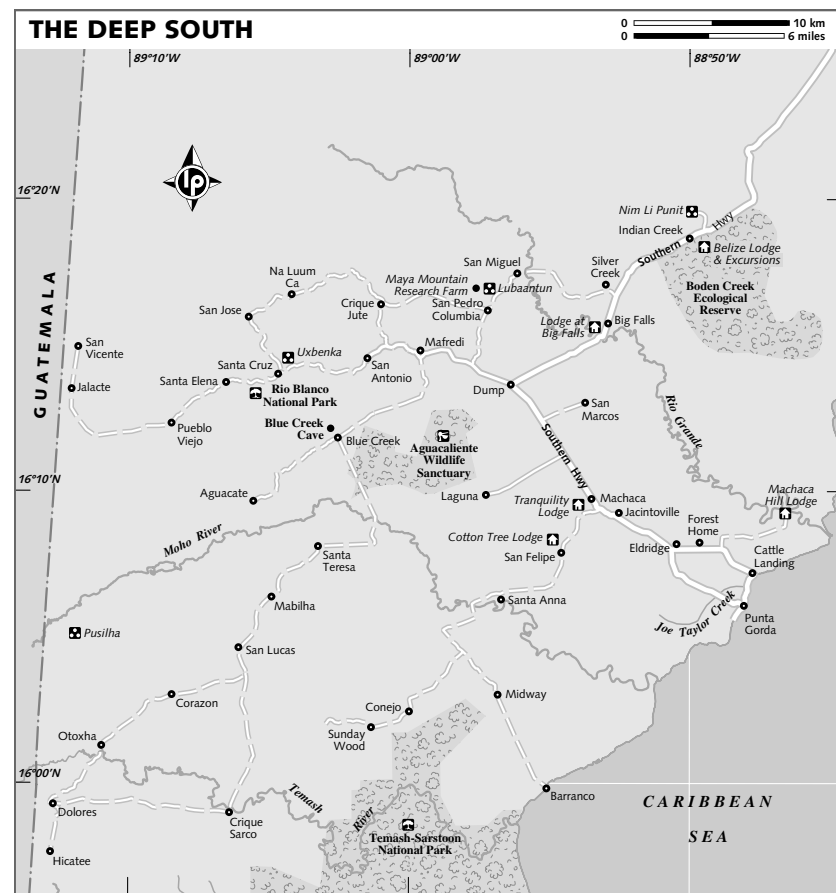 THE DEEP SOUTH
0 10 km
0 6 miles
89°10'W
89°00'W
88°50'W
lp
16°20'N
Nim Li Punit
Indian Creek
Southern Hwy
Belize Lodge
& Excursions
Boden Creek
Ecological
Reserve
San Miguel
Silver
Creek
Na Luum
Ca
Maya Mountain
Research Farm
Lubaantun
San Jose
Crique
Jute
San Pedro
Columbia
Lodge at
Big Falls
Big Falls
GUATEMALA
San
Vicente
Uxbenka
Mafredi
Santa Cruz
San
Antonio
Jalacte
Santa Elena
Rio Blanco
National Park
Dump
San
Marcos
Rio Grande
Pueblo
Viejo
Blue Creek
Cave
Blue Creek
Aguacaliente
Wildlife
Sanctuary
Southern Hwy
16°10'N
Aguacate
Laguna
Tranquility
Lodge
Machaca
Jacintoville
Machaca
Hill Lodge
Moho River
Cotton Tree Lodge
San Felipe
Forest
Home
Eldridge
Cattle
Landing
Santa
Teresa
Mabilha
Santa Anna
Joe Taylor Creek
Punta
Gorda
Pusilha
San Lucas
Corazon
Conejo
Midway
Sunday
Wood
Otoxha
16°00'N
Dolores
Temash
River
Barranco
CARIBBEAN
SEA
Crique
Sarco
Temash-Sarstoon
National Park
Hicatee